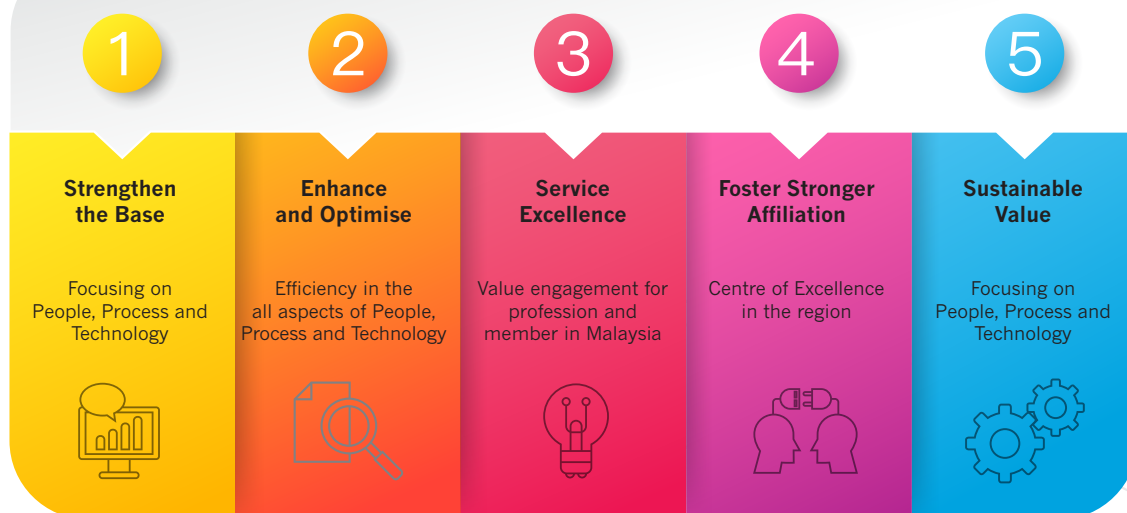 1
Strengthen
the Base
Focusing on
People, Process and
Technology
2
Enhance
and Optimise
Efficiency in the
all aspects of People,
Process and Technology
3
Service
Excellence
Value engagement for
profession and
member in Malaysia
4
Foster Stronger
Affiliation
Centre of Excellence
in the region
5
Sustainable
Value
Focusing on
People, Process and
Technology